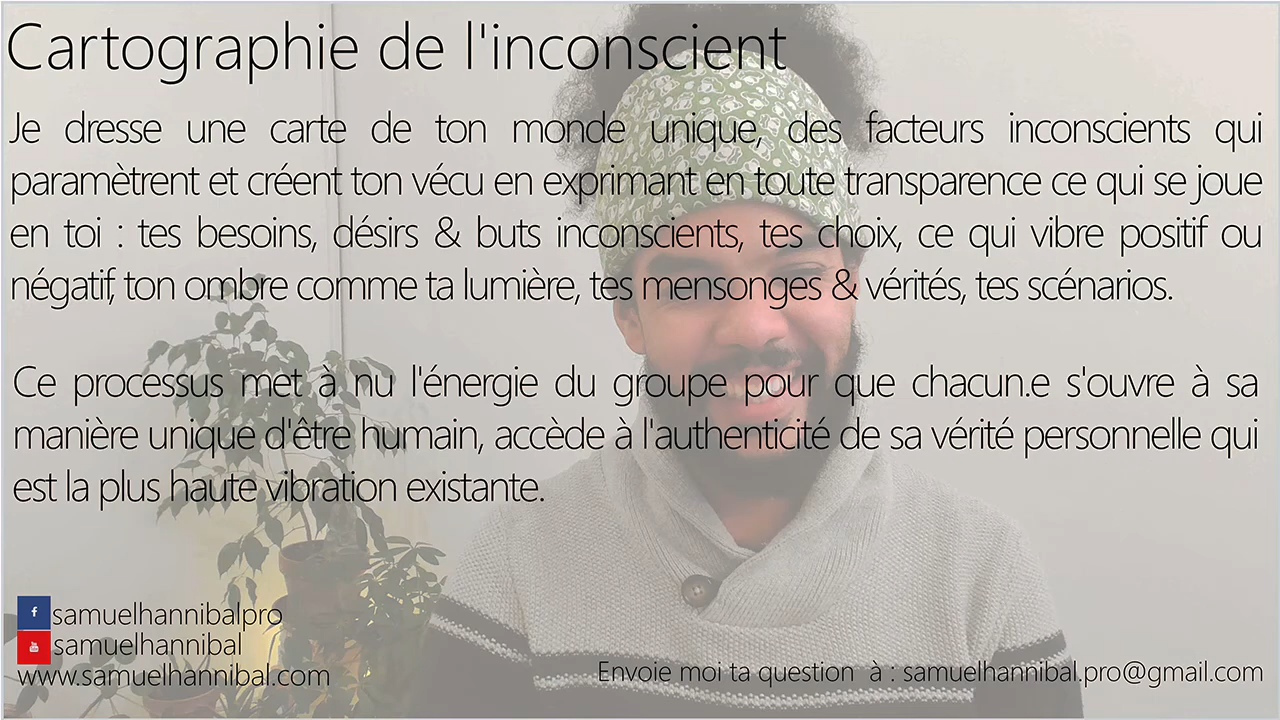 Cartographie de l'inconscient
Je dresse une carte de ton monde unique, des facteurs inconscients qui
paramètrent et créent ton vécu en exprimant en toute transparence ce qui se joue
en toi : tes besoins, désirs & buts inconscients, tes choix, ce qui vibre positif ou
négatif, ton ombre comme ta lumière, tes mensonges & vérités, tes scénarios.
Ce processus met à nu l'énergie du groupe pour que chacun.e s'ouvre à sa
manière unique d'être humain, accède à l'authenticité de sa vérité personnelle qui
est la plus haute vibration existante.
samuelhannibalpro
samuelhannibal
www.samuelhannibal.com
Envoie moi ta question à : samuelhannibal.pro@gmail.com